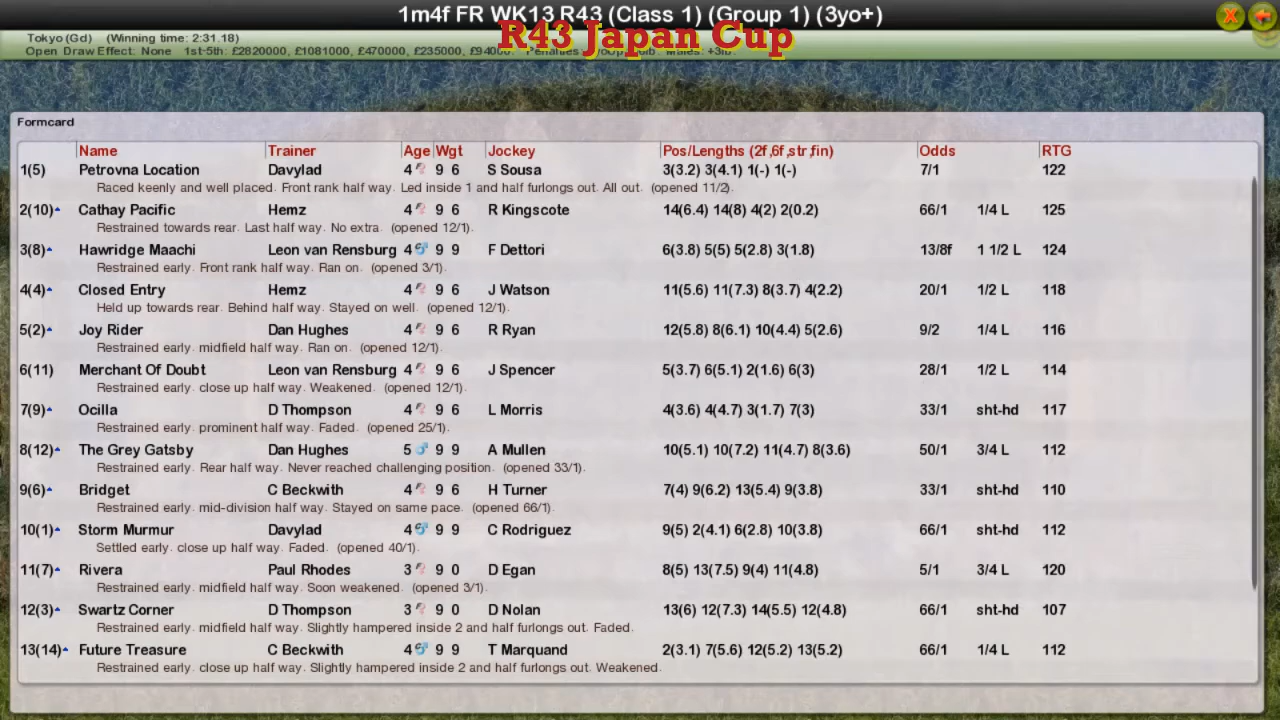 1m4f FR WK13 R43 (Class 1) (Group 1) (3yo+)
R43 Japan Cup
Tokyo (Gd) (Winning time: 2:31.18)
Open Draw Effect: None 1st-5th: £2820000, £1081000, £470000, £235000,
Formcard
Name Trainer Age Wgt Jockey Pos/Lengths (2f,6f,str,fin) Odds RTG
1(5) Petrovna Location Davylad 4 9 6 S Sousa 3(3.2) 3(4.1) 1(-) 1(-) 7/1 122
Raced keenly and well placed. Front rank half way. Led inside 1 and half furlongs out. All out. (opened 11/2).
2(10) Cathay Pacific Hemz 4 9 6 R Kingscote 14(6.4) 14(8) 4(2) 2(0.2) 66/1 1/4 L 125
Restrained towards rear. Last half way. No extra. (opened 12/1).
3(8) Hawridge Maachi Leon van Rensburg 4 9 9 F Dettori 6(3.8) 5(5) 5(2.8) 3(1.8) 13/8f 1 1/2 L 124
Restrained early. Front rank half way. Ran on. (opened 3/1).
4(4) Closed Entry Hemz 4 9 6 J Watson 11(5.6) 11(7.3) 8(3.7) 4(2.2) 20/1 1/2 L 118
Held up towards rear. Behind half way. Stayed on well. (opened 12/1).
5(2) Joy Rider Dan Hughes 4 9 6 R Ryan 12(5.8) 8(6.1) 10(4.4) 5(2.6) 9/2 1/4 L 116
Restrained early. midfield half way. Ran on. (opened 12/1).
6(11) Merchant Of Doubt Leon van Rensburg 4 9 6 J Spencer 5(3.7) 6(5.1) 2(1.6) 6(3) 28/1 1/2 L 114
Restrained early. close up half way. Weakened. (opened 12/1).
7(9) Ocilla D Thompson 4 9 6 L Morris 4(3.6) 4(4.7) 3(1.7) 7(3) 33/1 sht-hd 117
Restrained early. prominent half way. Faded. (opened 25/1).
8(12) The Grey Gatsby Dan Hughes 5 9 9 A Mullen 10(5.1) 10(7.2) 11(4.7) 8(3.6) 50/1 3/4 L 112
Restrained early. Rear half way. Never reached challenging position. (opened 33/1).
9(6) Bridget C Beckwith 4 9 6 H Turner 7(4) 9(6.2) 13(5.4) 9(3.8) 33/1 sht-hd 110
Restrained early. mid-division half way. Stayed on same pace. (opened 66/1).
10(1) Storm Murmur Davylad 4 9 9 C Rodriguez 9(5) 2(4.1) 6(2.8) 10(3.8) 66/1 sht-hd 112
Settled early. close up half way. Faded. (opened 40/1).
11(7) Rivera Paul Rhodes 3 9 0 D Egan 8(5) 13(7.5) 9(4) 11(4.8) 5/1 3/4 L 120
Restrained early. midfield half way. Soon weakened. (opened 3/1).
12(3) Swartz Corner D Thompson 3 9 0 D Nolan 13(6) 12(7.3) 14(5.5) 12(4.8) 66/1 sht-hd 107
Restrained early. midfield half way. Slightly hampered inside 2 and half furlongs out. Faded.
13(14) Future Treasure C Beckwith 4 9 9 T Marquand 2(3.1) 7(5.6) 12(5.2) 13(5.2) 66/1 1/4 L 112
Restrained early. close up half way. Slightly hampered inside 2 and half furlongs out. Weakened.